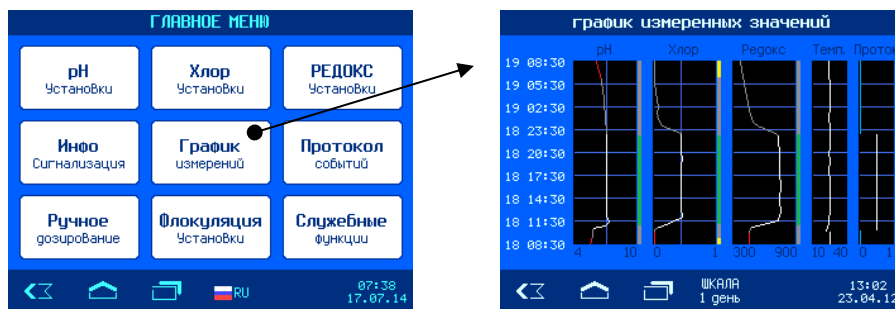 ГЛАВНОЕ МЕНЮ
pH
Установки
Хлор
Установки
РЕДОКС
Установки
Инфо
Сигнализация
График
измерений
Протокол
событий
Ручное
дозирование
Флокуляция
Установки
Служебные
функции
RU
07:38
17.07.14
график измеренных значений
pH Хлор Редокс Темп. Проток
19 08:30
19 05:30
19 02:30
18 23:30
18 20:30
18 17:30
18 14:30
18 11:30
18 08:30
4 10 0 1 300 900 10 40 0 1
ШКАЛА
1 день
13:02
23.04.12